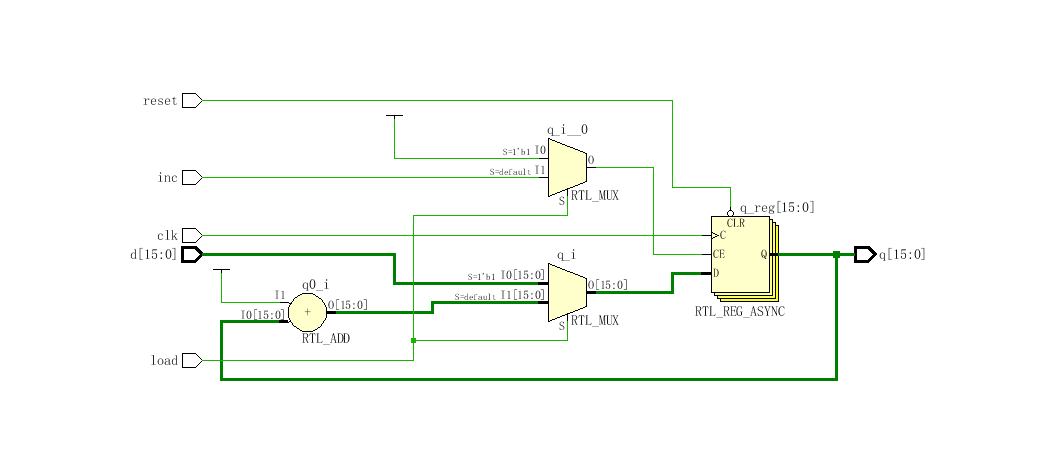 reset
q_i__0
S=1'b1 I0
O
inc
S=default I1
S
RTL_MUX
q_reg[15:0]
CLR
clk
C
d[15:0]
q_i
CE
Q
q[15:0]
S=1'b1 I0[15:0]
D
q0_i
O[15:0]
I1
S=default I1[15:0]
O[15:0]
I0[15:0]
+
RTL_REG_ASYNC
S
RTL_MUX
RTL_ADD
load